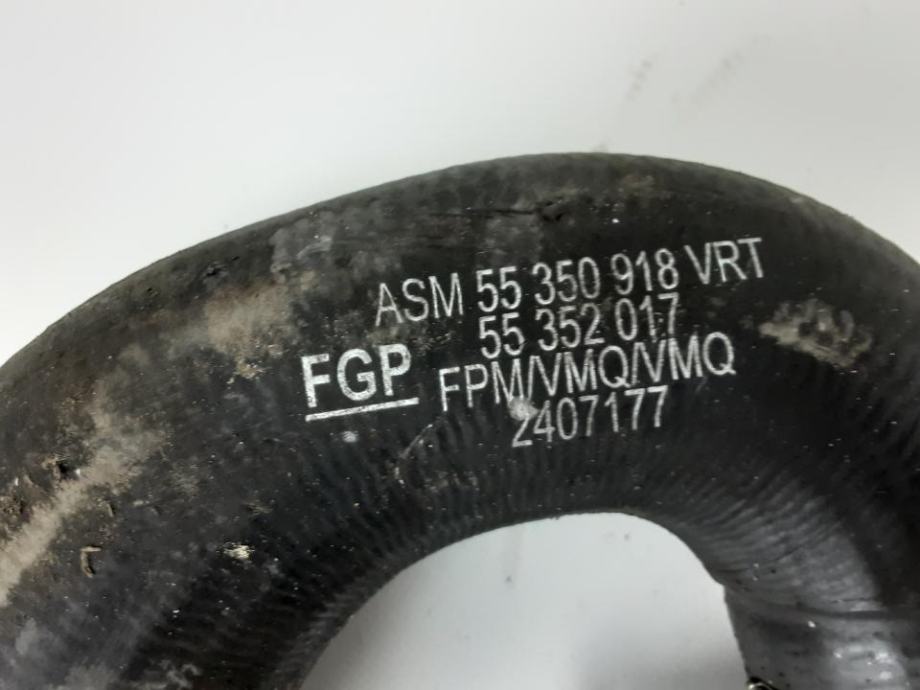 ASM 55 350 918 VRT
55 352 017
FGP FPM/VMQ/VMQ
2407177